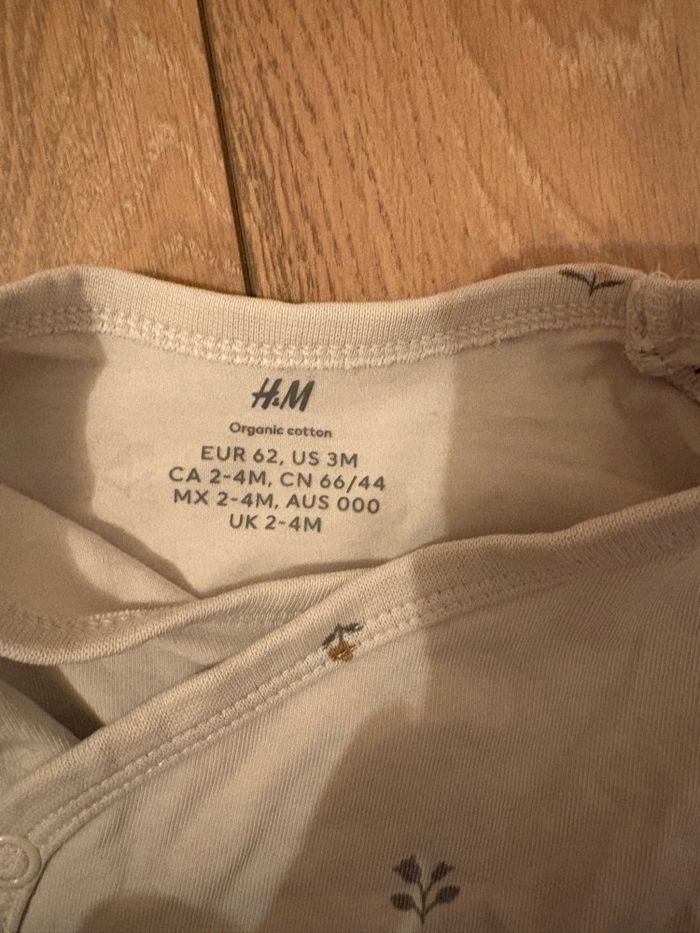 H&M
Organic cotton
EUR 62, US 3M
CA 2-4M, CN 66/44
MX 2-4M, AUS 000
UK 2-4M